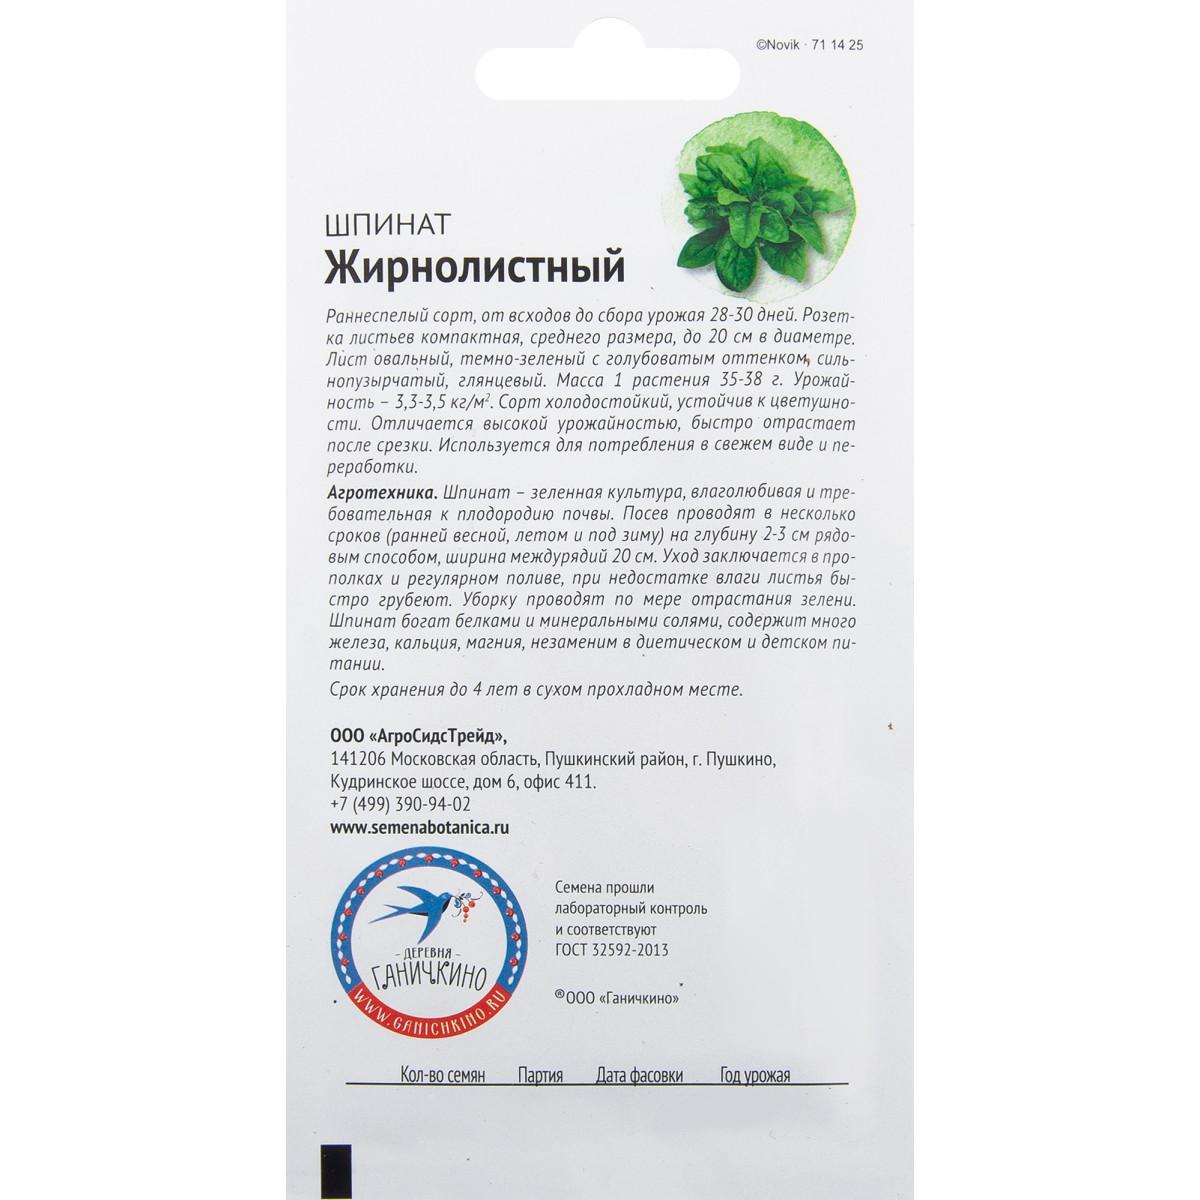 ©Novik · 71 14 25
ШПИНАТ
Жирнолистный
Раннеспелый сорт, от всходов до сбора урожая 28-30 дней. Розет-
ка листьев компактная, среднего размера, до 20 см в диаметре.
Лист овальный, темно-зеленый с голубоватым оттенком, силь-
нопузырчатый, глянцевый. Масса 1 растения 35-38 г. Урожай-
ность – 3,3-3,5 кг/м². Сорт холодостойкий, устойчив к цветушно-
сти. Отличается высокой урожайностью, быстро отрастает
после срезки. Используется для потребления в свежем виде и пе-
реработки.
Агротехника. Шпинат – зеленная культура, влаголюбивая и тре-
бовательная к плодородию почвы. Посев проводят в несколько
сроков (ранней весной, летом и под зиму) на глубину 2-3 см рядо-
вым способом, ширина междурядий 20 см. Уход заключается в про-
полках и регулярном поливе, при недостатке влаги листья бы-
стро грубеют. Уборку проводят по мере отрастания зелени.
Шпинат богат белками и минеральными солями, содержит много
железа, кальция, магния, незаменим в диетическом и детском пи-
тании.
Срок хранения до 4 лет в сухом прохладном месте.
ООО «АгроСидсТрейд»,
141206 Московская область, Пушкинский район, г. Пушкино,
Кудринское шоссе, дом 6, офис 411.
+7 (499) 390-94-02
www.semenabotanica.ru
- ДЕРЕВНЯ -
ГАНИЧКИНО
WWW.GANICHKINO.RU
Семена прошли
лабораторный контроль
и соответствуют
ГОСТ 32592-2013
®ООО «Ганичкино»
Кол-во семян Партия Дата фасовки Год урожая